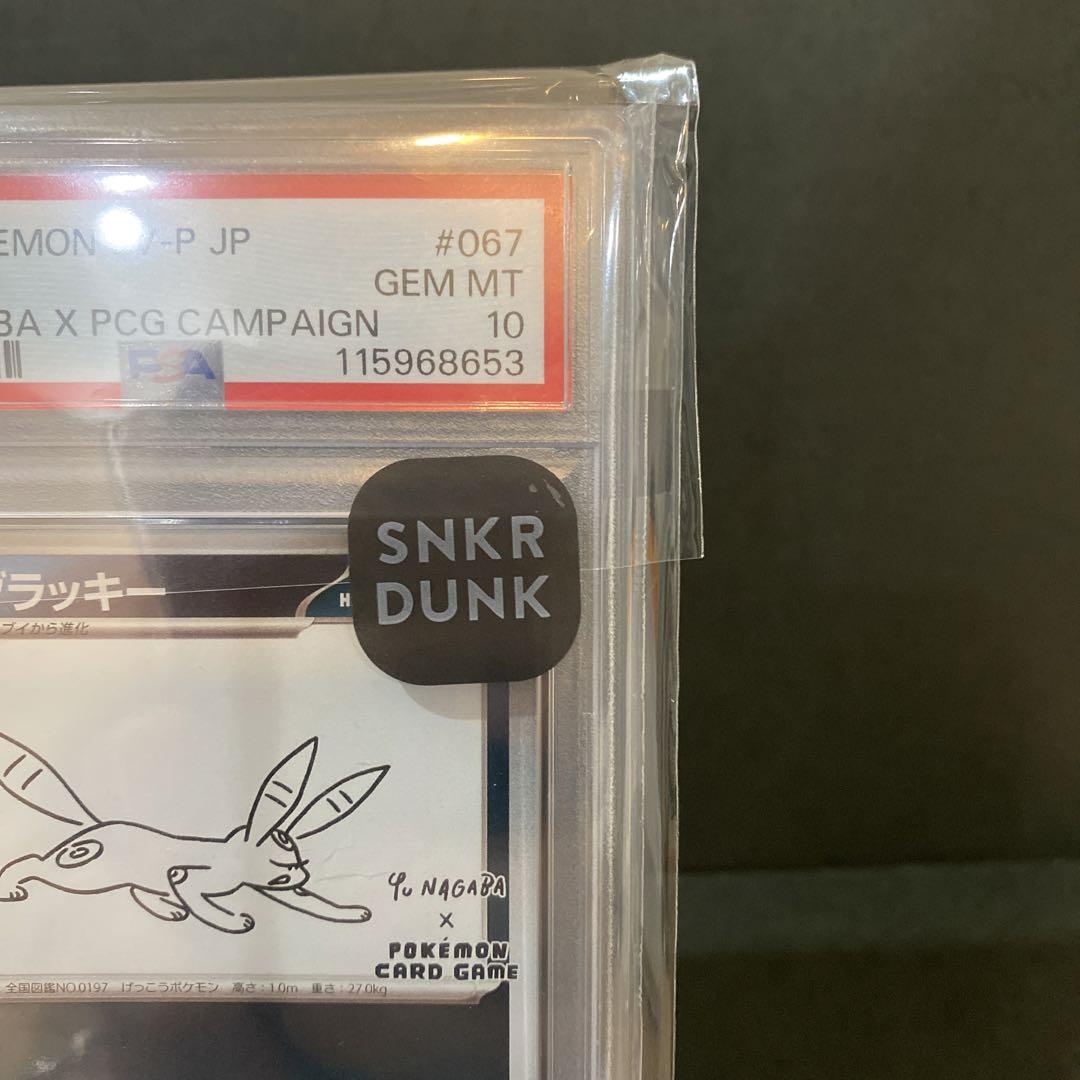 EMON V-P JP #067
GEM MT
BA X PCG CAMPAIGN 10
PSA 115968653
SNKR
DUNK
ブラッキー
ブイから進化
H
Yu NAGABA
X
POKÉMON
CARD GAME
全国図鑑NO.0197 げっこうポケモン 高さ:1.0m 重さ:27.0kg